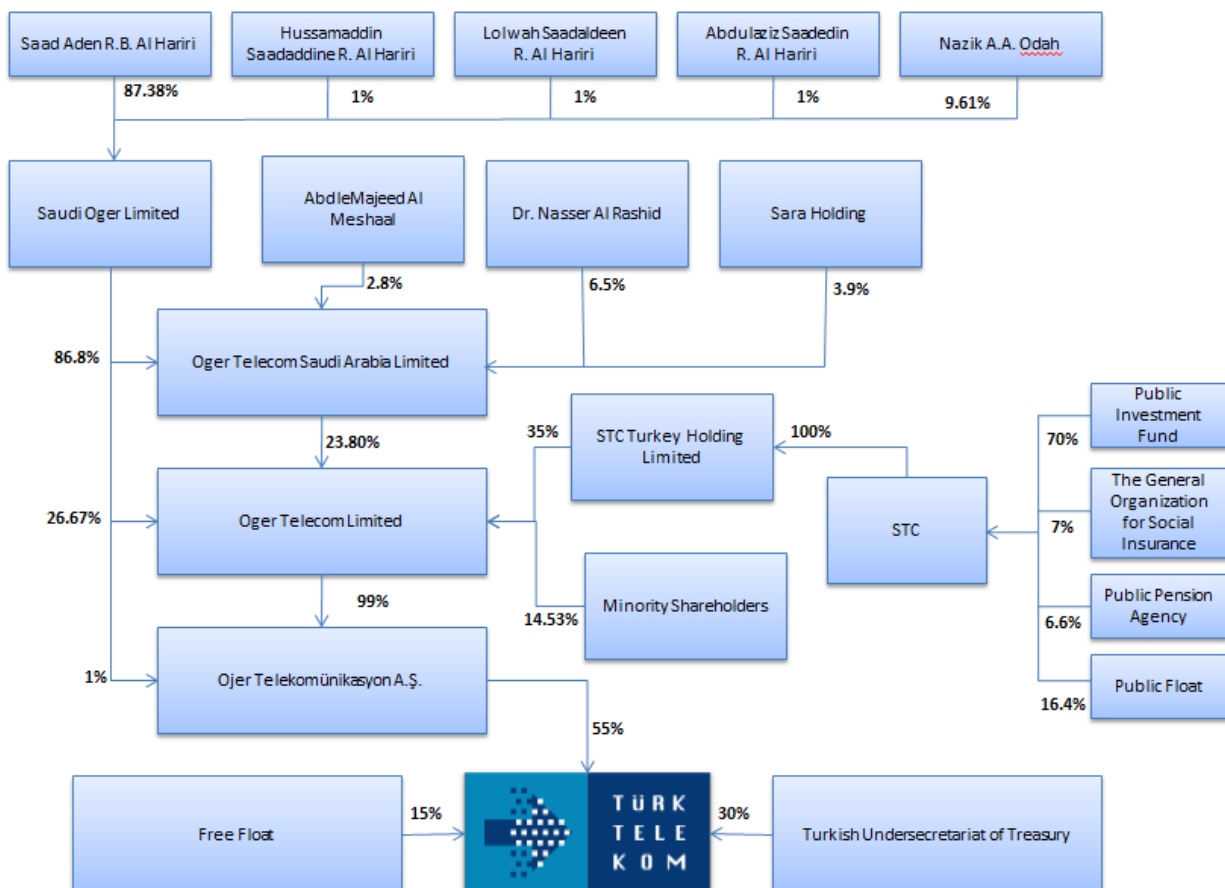 Saad Aden R.B. Al Hariri
Hussamaddin
Saadaddine R. Al Hariri
Lolwah Saadaldeen
R. Al Hariri
Abdulaziz Saadedin
R. Al Hariri
Nazik A.A. Odah
87.38%
1%
1%
1%
9.61%
Saudi Oger Limited
AbdleMajeed Al
Meshaal
Dr. Nasser Al Rashid
Sara Holding
2.8%
6.5%
3.9%
86.8%
Oger Telecom Saudi Arabia Limited
23.80%
35%
STC Turkey Holding
Limited
100%
70%
Public
Investment
Fund
26.67%
Oger Telecom Limited
STC
7%
The General
Organization
for Social
Insurance
99%
14.53%
Minority Shareholders
6.6%
Public Pension
Agency
1%
Ojer Telekomünikasyon A.Ş.
16.4%
Public Float
55%
Free Float
15%
TÜRK
TELE
KOM
30%
Turkish Undersecretariat of Treasury